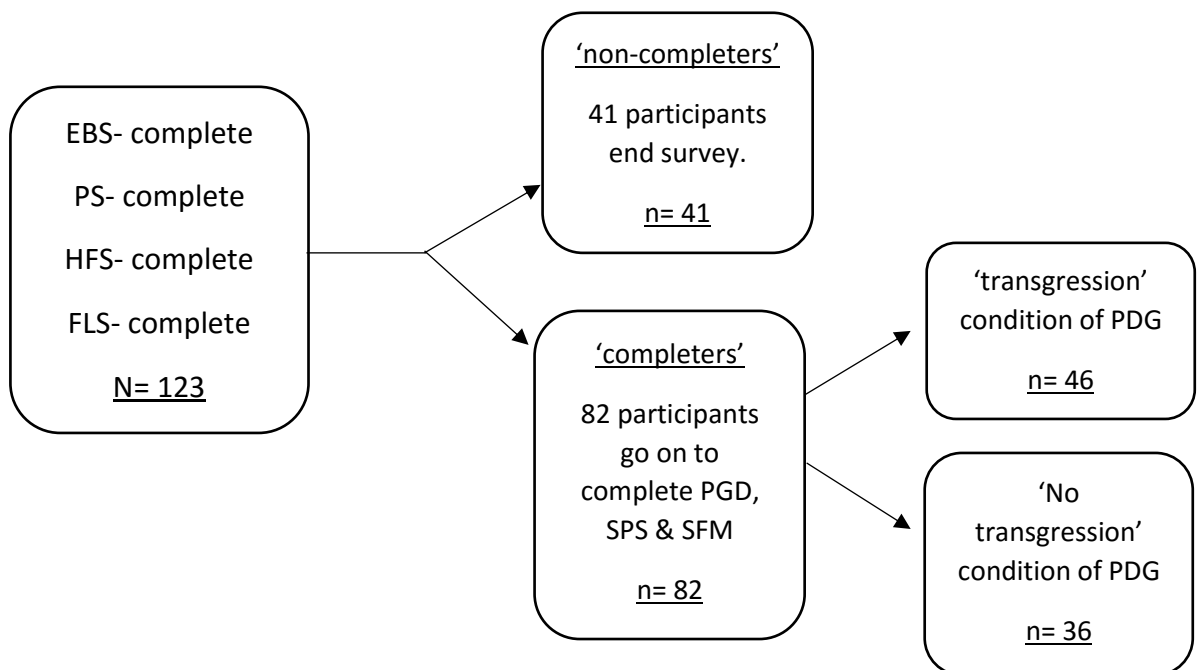 EBS- complete
PS- complete
HFS- complete
FLS- complete
N= 123
‘non-completers’
41 participants
end survey.
n= 41
‘completers’
82 participants
go on to
complete PGD,
SPS & SFM
n= 82
‘transgression’
condition of PDG
n= 46
‘No
transgression’
condition of PDG
n= 36